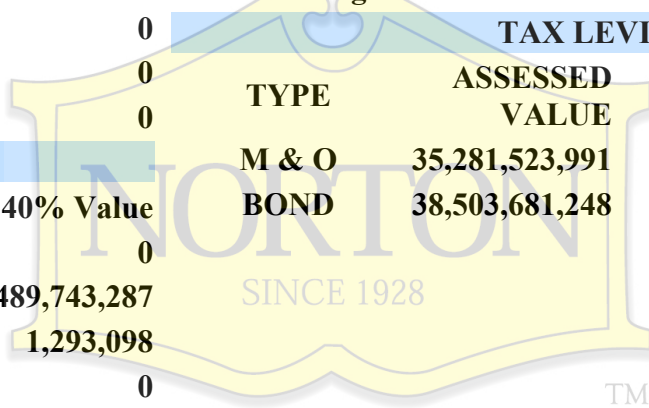 0 TAX LEVI
0 TYPE ASSESSED VALUE
0
M & O 35,281,523,991
40% Value BOND 38,503,681,248
0
489,743,287
1,293,098
0
NORTON
SINCE 1928
TM